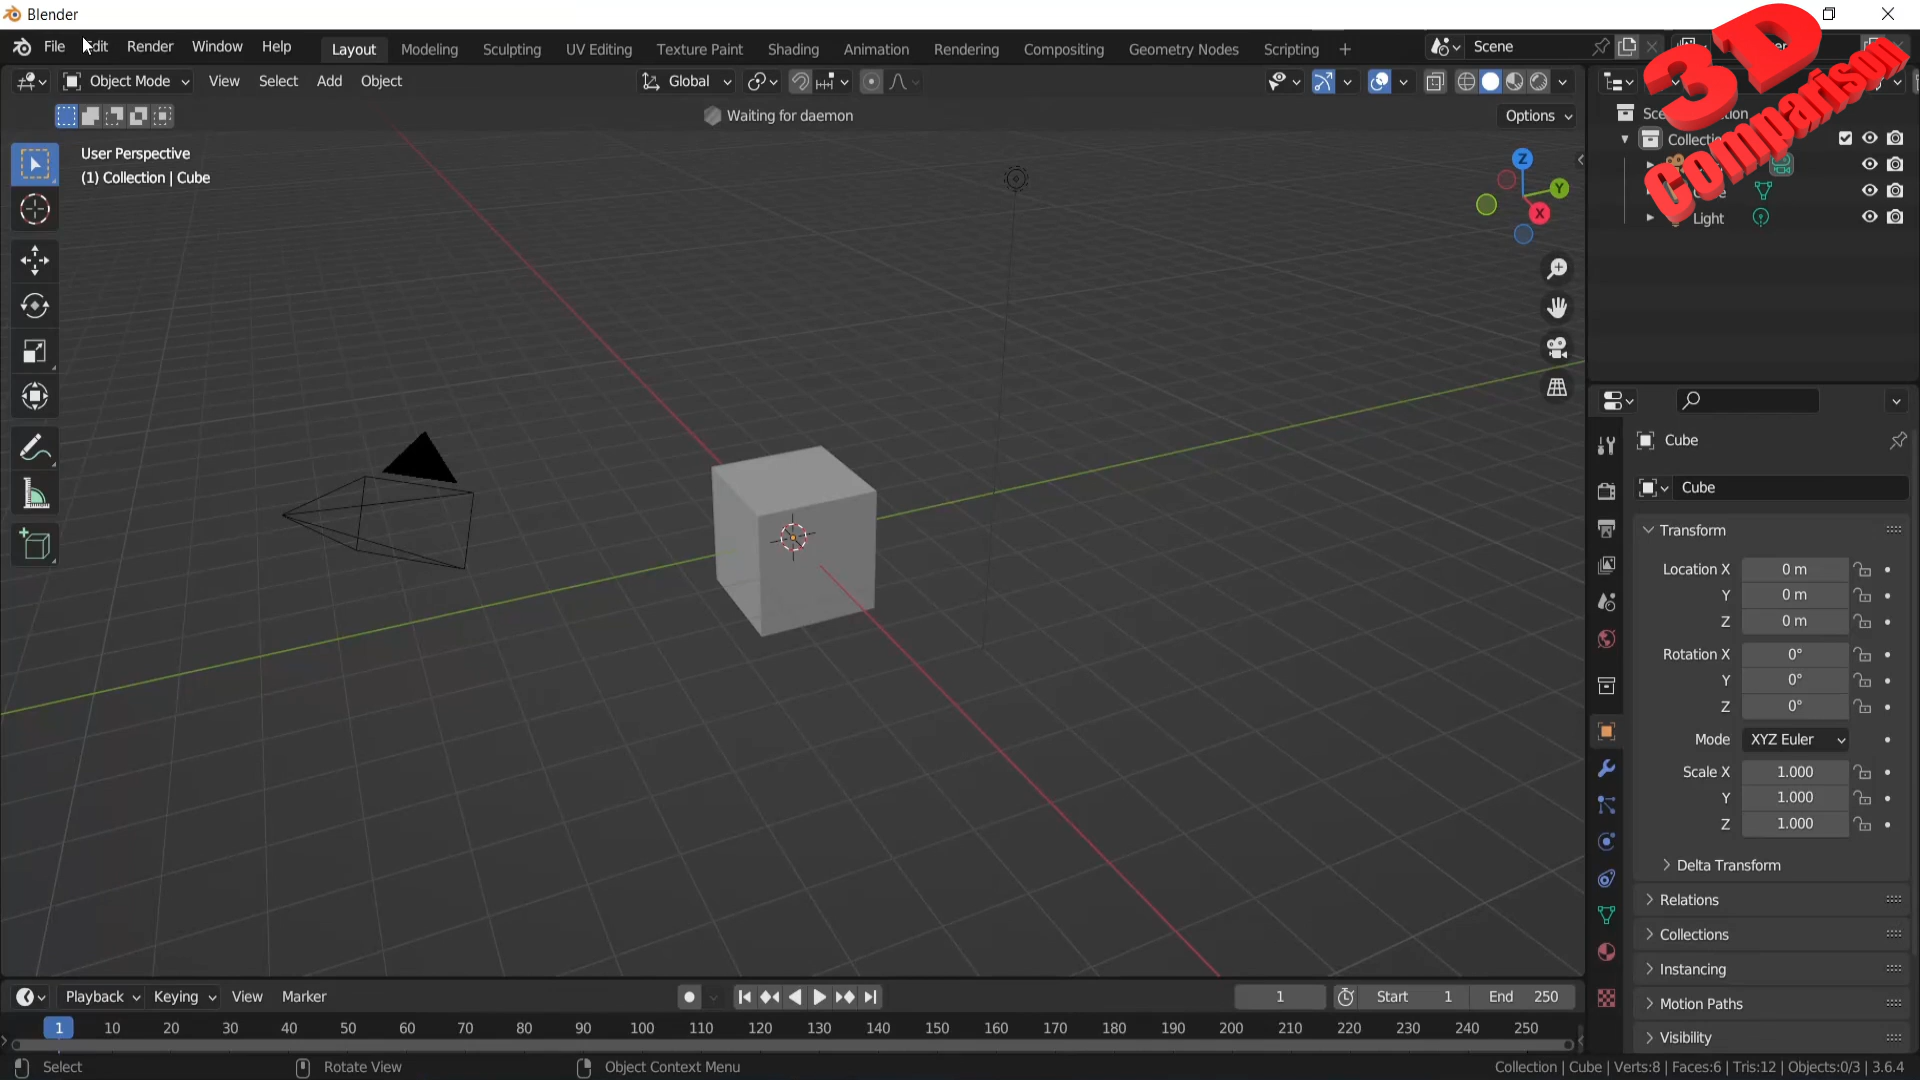 Blender
File Edit Render Window Help Layout Modeling Sculpting UV Editing Texture Paint Shading Animation Rendering Compositing Geometry Nodes Scripting + Scene
Object Mode View Select Add Object Global
Waiting for daemon
Options
User Perspective
(1) Collection | Cube
Z
Y
X
3D
Comparison
Light
Cube
Cube
Transform
Location X 0 m
Y 0 m
Z 0 m
Rotation X 0°
Y 0°
Z 0°
Mode XYZ Euler
Scale X 1.000
Y 1.000
Z 1.000
Delta Transform
Relations
Collections
Instancing
Motion Paths
Visibility
Playback Keying View Marker 1 Start 1 End 250
1 10 20 30 40 50 60 70 80 90 100 110 120 130 140 150 160 170 180 190 200 210 220 230 240 250
Select Rotate View Object Context Menu Collection | Cube | Verts:8 | Faces:6 | Tris:12 | Objects:0/3 | 3.6.4